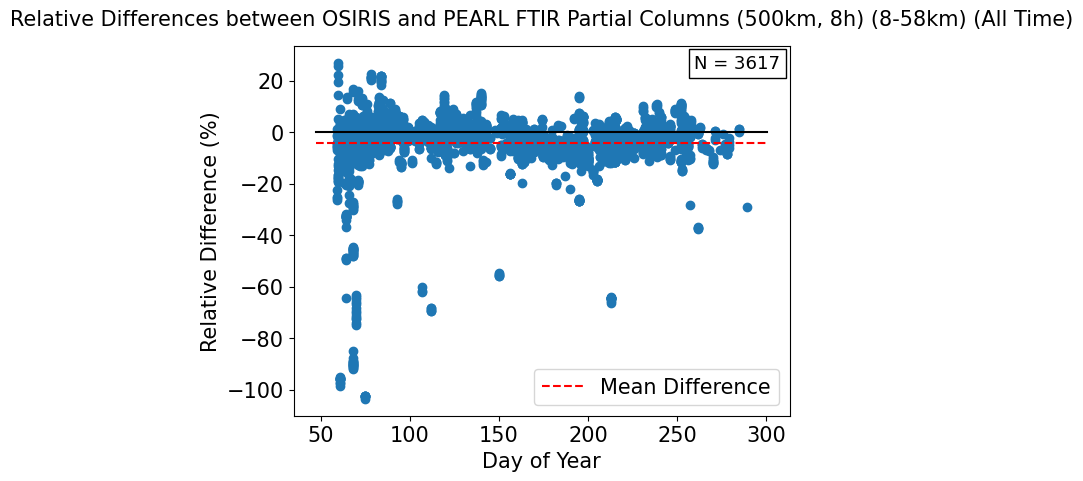 Relative Differences between OSIRIS and PEARL FTIR Partial Columns (500km, 8h) (8-58km) (All Time)
N = 3617
Relative Difference (%)
20
0
−20
−40
−60
−80
−100
Mean Difference
50 100 150 200 250 300
Day of Year